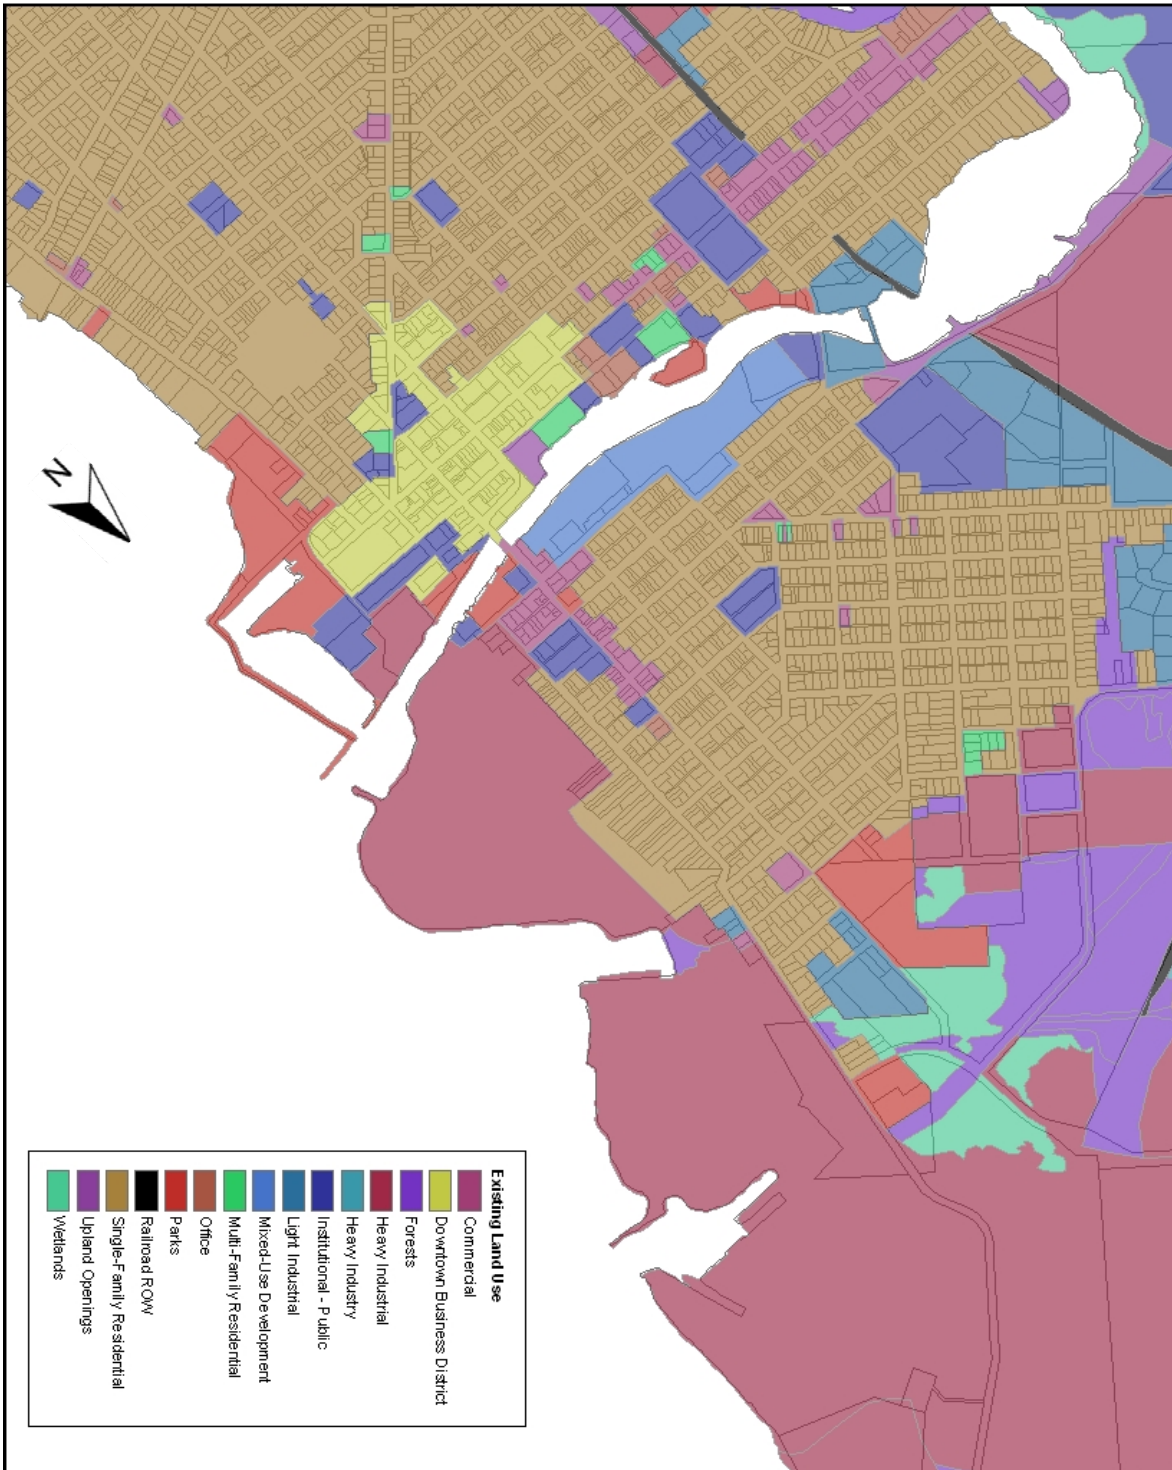 Existing Land Use
Commercial
Downtown Business District
Forests
Heavy Industrial
Heavy Industry
Institutional - Public
Light Industrial
Mixed-Use Development
Multi-Family Residential
Office
Parks
Railroad ROW
Single-Family Residential
Upland Openings
Wetlands
N